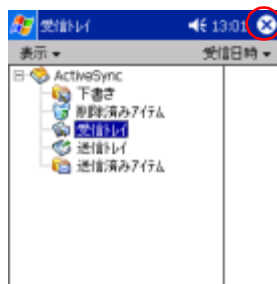 受信トレイ 13:01
表示 受信日時
ActiveSync
下書き
削除済みアイテム
受信トレイ
送信トレイ
送信済みアイテム